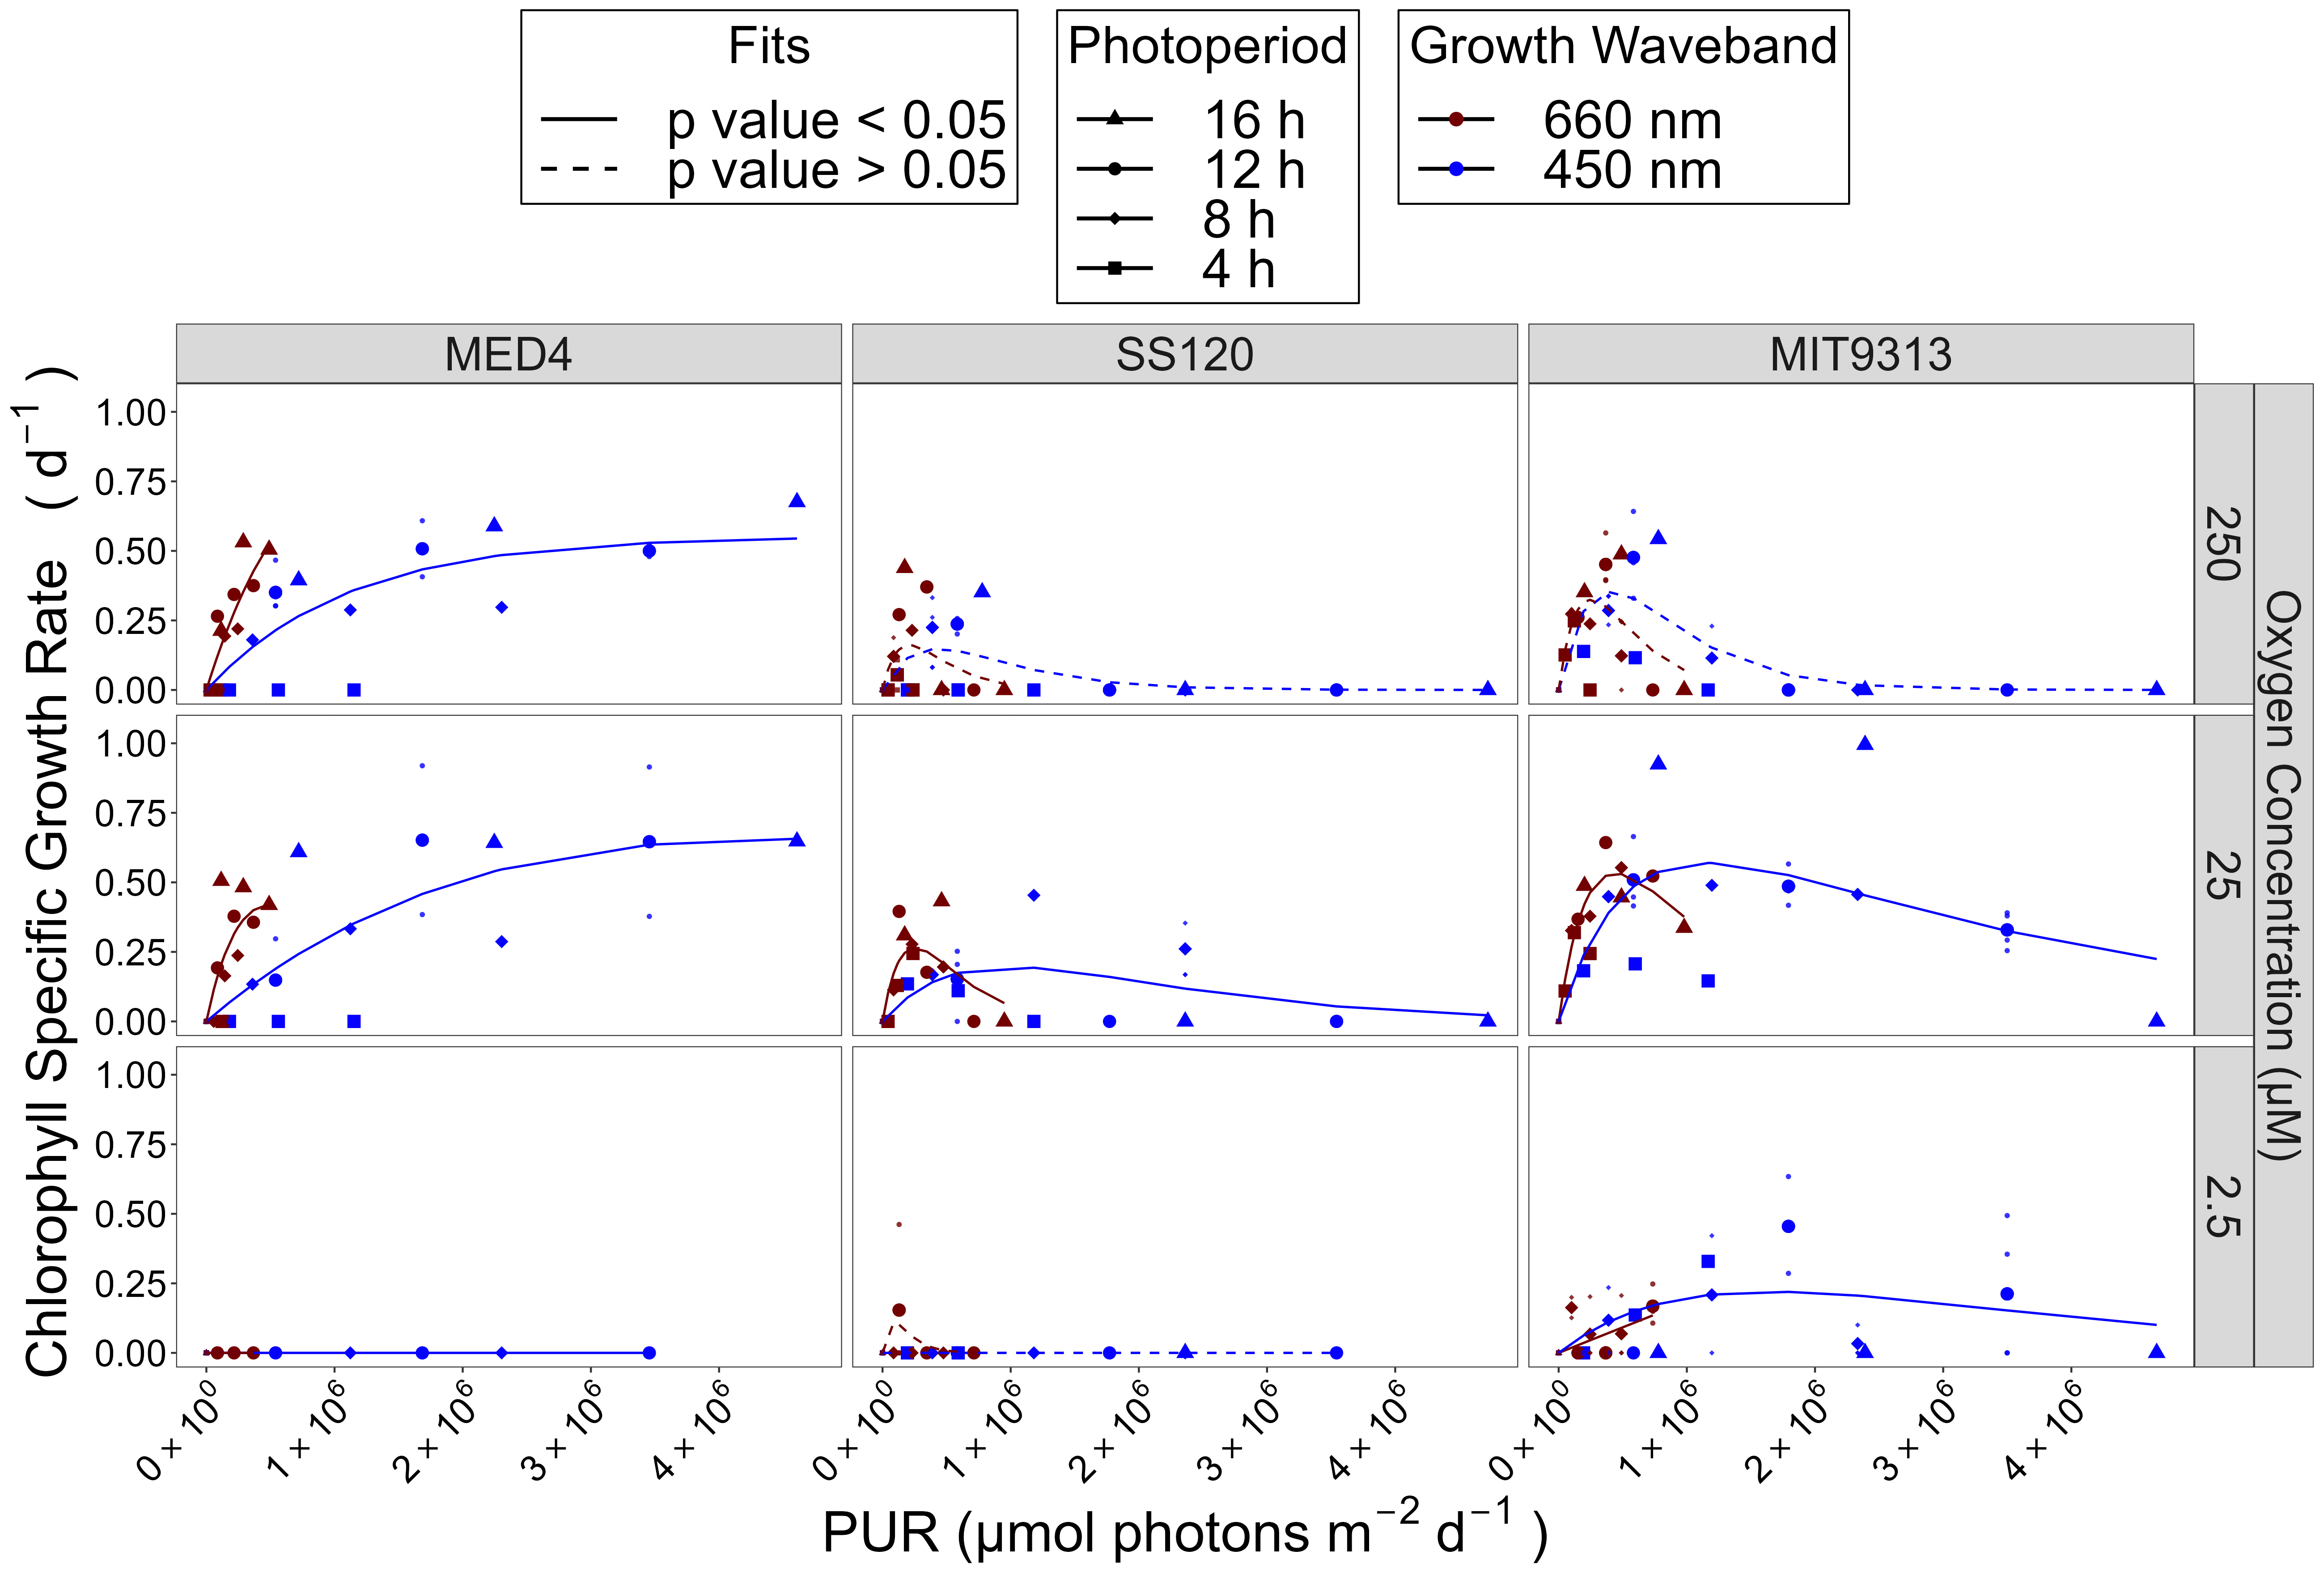 Fits
p value < 0.05
p value > 0.05
Photoperiod
16 h
12 h
8 h
4 h
Growth Waveband
660 nm
450 nm
MED4
SS120
MIT9313
Chlorophyll Specific Growth Rate ( d⁻¹ )
1.00
0.75
0.50
0.25
0.00
250
1.00
0.75
0.50
0.25
0.00
25
1.00
0.75
0.50
0.25
0.00
2.5
Oxygen Concentration (µM)
0 × 10⁰
1 × 10⁶
2 × 10⁶
3 × 10⁶
4 × 10⁶
0 × 10⁰
1 × 10⁶
2 × 10⁶
3 × 10⁶
4 × 10⁶
0 × 10⁰
1 × 10⁶
2 × 10⁶
3 × 10⁶
4 × 10⁶
PUR (µmol photons m⁻² d⁻¹ )